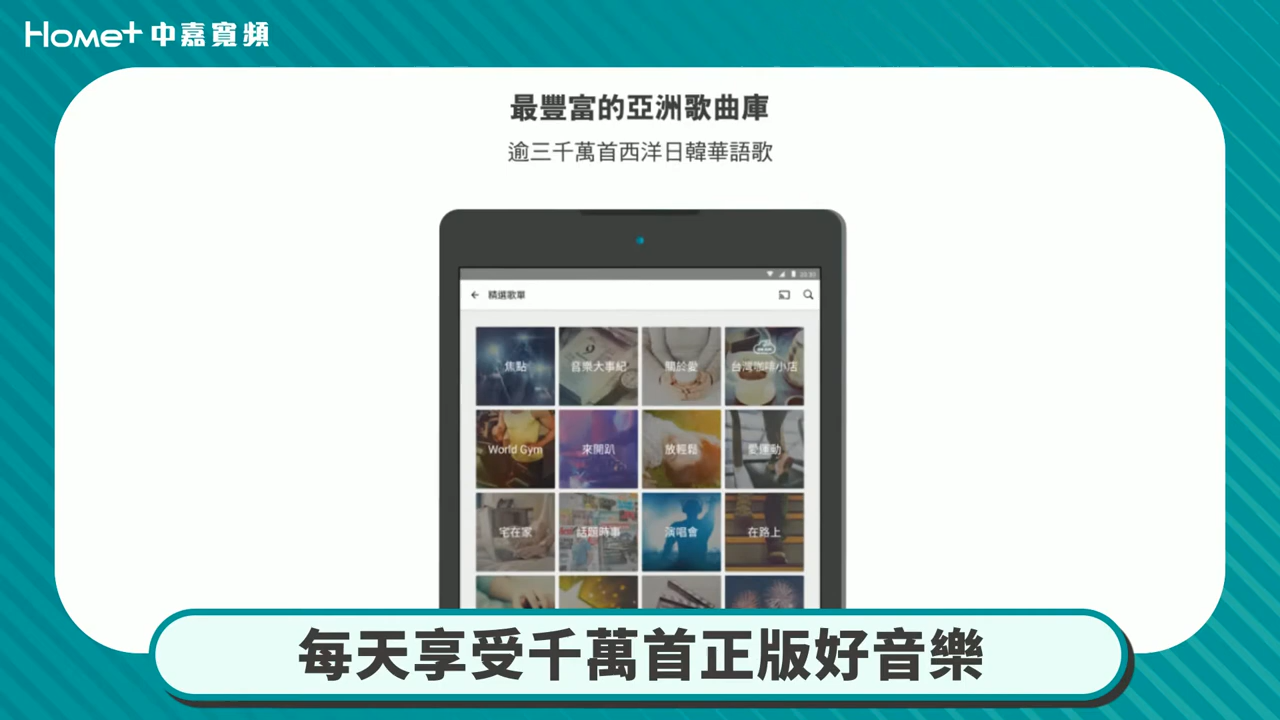 Home+ 中嘉寬頻
最豐富的亞洲歌曲庫
逾三千萬首西洋日韓華語歌
精選歌單
焦點
音樂大事紀
關於愛
台灣咖啡小店
World Gym
來開趴
放輕鬆
愛運動
宅在家
話題時事
演唱會
在路上
每天享受千萬首正版好音樂